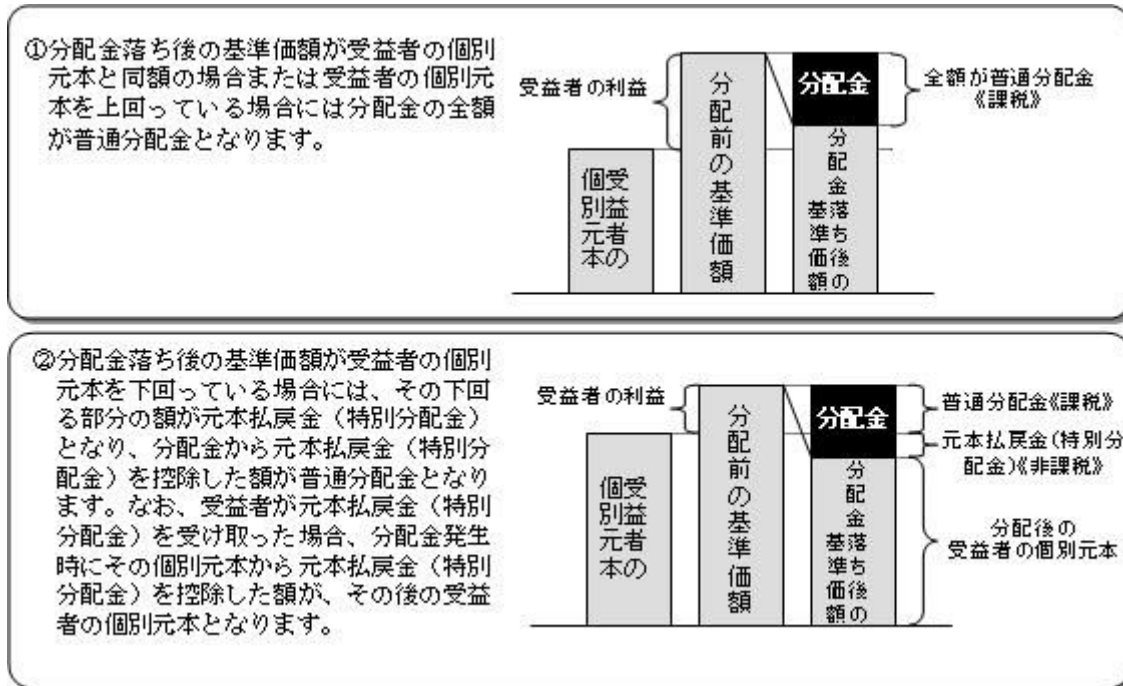 ①分配金落ち後の基準価額が受益者の個別
元本と同額の場合または受益者の個別元
本を上回っている場合には分配金の全額
が普通分配金となります。
受益者の利益
受益者の
個別元本
分配前の基準価額
分配金
分配金落ち後の
基準価額
全額が普通分配金
《課税》
②分配金落ち後の基準価額が受益者の個別
元本を下回っている場合には、その下回
る部分の額が元本払戻金（特別分配金）
となり、分配金から元本払戻金（特別分
配金）を控除した額が普通分配金となり
ます。なお、受益者が元本払戻金（特別
分配金）を受け取った場合、分配金発生
時にその個別元本から元本払戻金（特別
分配金）を控除した額が、その後の受益
者の個別元本となります。
受益者の利益
受益者の
個別元本
分配前の基準価額
分配金
分配金落ち後の
基準価額
普通分配金《課税》
元本払戻金（特別分
配金）《非課税》
分配後の
受益者の個別元本